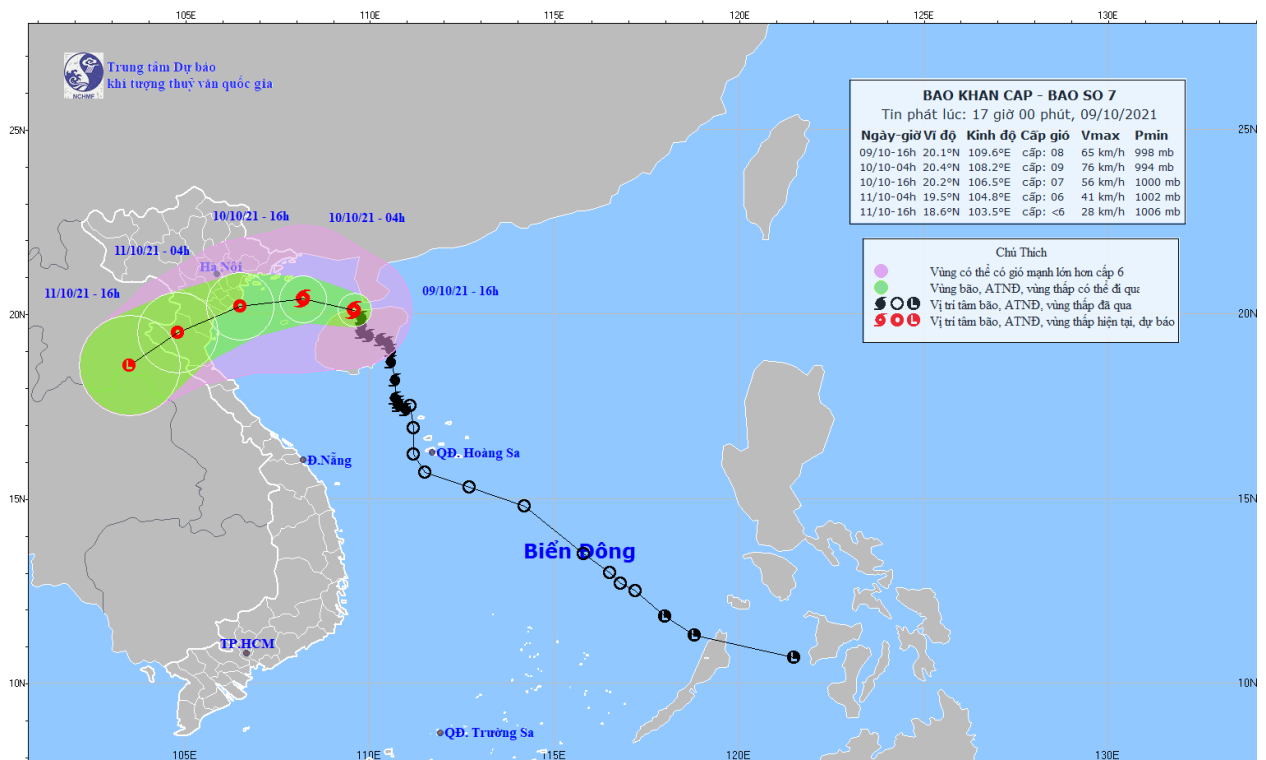 105E 110E 115E 120E 125E 130E
Trung tâm Dự báo
khí tượng thuỷ văn quốc gia
NCHMF
BAO KHAN CAP - BAO SO 7
Tin phát lúc: 17 giờ 00 phút, 09/10/2021
Ngày-giờ Vĩ độ Kinh độ Cấp gió Vmax Pmin
09/10-16h 20.1°N 109.6°E cấp: 08 65 km/h 998 mb
10/10-04h 20.4°N 108.2°E cấp: 09 76 km/h 994 mb
10/10-16h 20.2°N 106.5°E cấp: 07 56 km/h 1000 mb
11/10-04h 19.5°N 104.8°E cấp: 06 41 km/h 1002 mb
11/10-16h 18.6°N 103.5°E cấp: <6 28 km/h 1006 mb
25N 25N
10/10/21 - 16h 10/10/21 - 04h
11/10/21 - 04h
Hà Nội
11/10/21 - 16h 09/10/21 - 16h
Chú Thích
Vùng có thể có gió mạnh lớn hơn cấp 6
Vùng bão, ATNĐ, vùng thấp có thể đi qua
L Vị trí tâm bão, ATNĐ, vùng thấp đã qua
L Vị trí tâm bão, ATNĐ, vùng thấp hiện tại, dự báo
20N 20N
L
QĐ. Hoàng Sa
Đ.Nẵng
15N 15N
Biển Đông
L
L
TP.HCM
L
10N 10N
QĐ. Trường Sa
105E 110E 115E 120E 130E